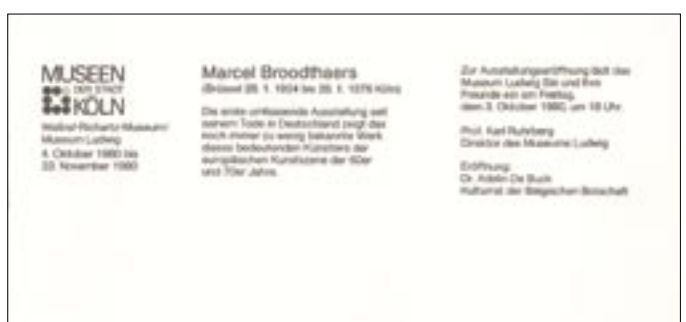 MUSEEN
DER STADT
KÖLN
Wallraf-Richartz-Museum/
Museum Ludwig
4. Oktober 1980 bis
23. November 1980
Marcel Broodthaers
(Brüssel 28. 1. 1924 bis 28. 1. 1976 Köln)
Die erste umfassende Ausstellung seit
seinem Tode in Deutschland zeigt das
noch immer zu wenig bekannte Werk
dieses bedeutenden Künstlers der
europäischen Kunstszene der 60er
und 70er Jahre.
Zur Ausstellungseröffnung lädt das
Museum Ludwig Sie und Ihre
Freunde ein am Freitag,
dem 3. Oktober 1980, um 18 Uhr.
Prof. Karl Ruhrberg
Direktor des Museums Ludwig
Eröffnung:
Dr. De Buck
Kulturrat der Belgischen Botschaft